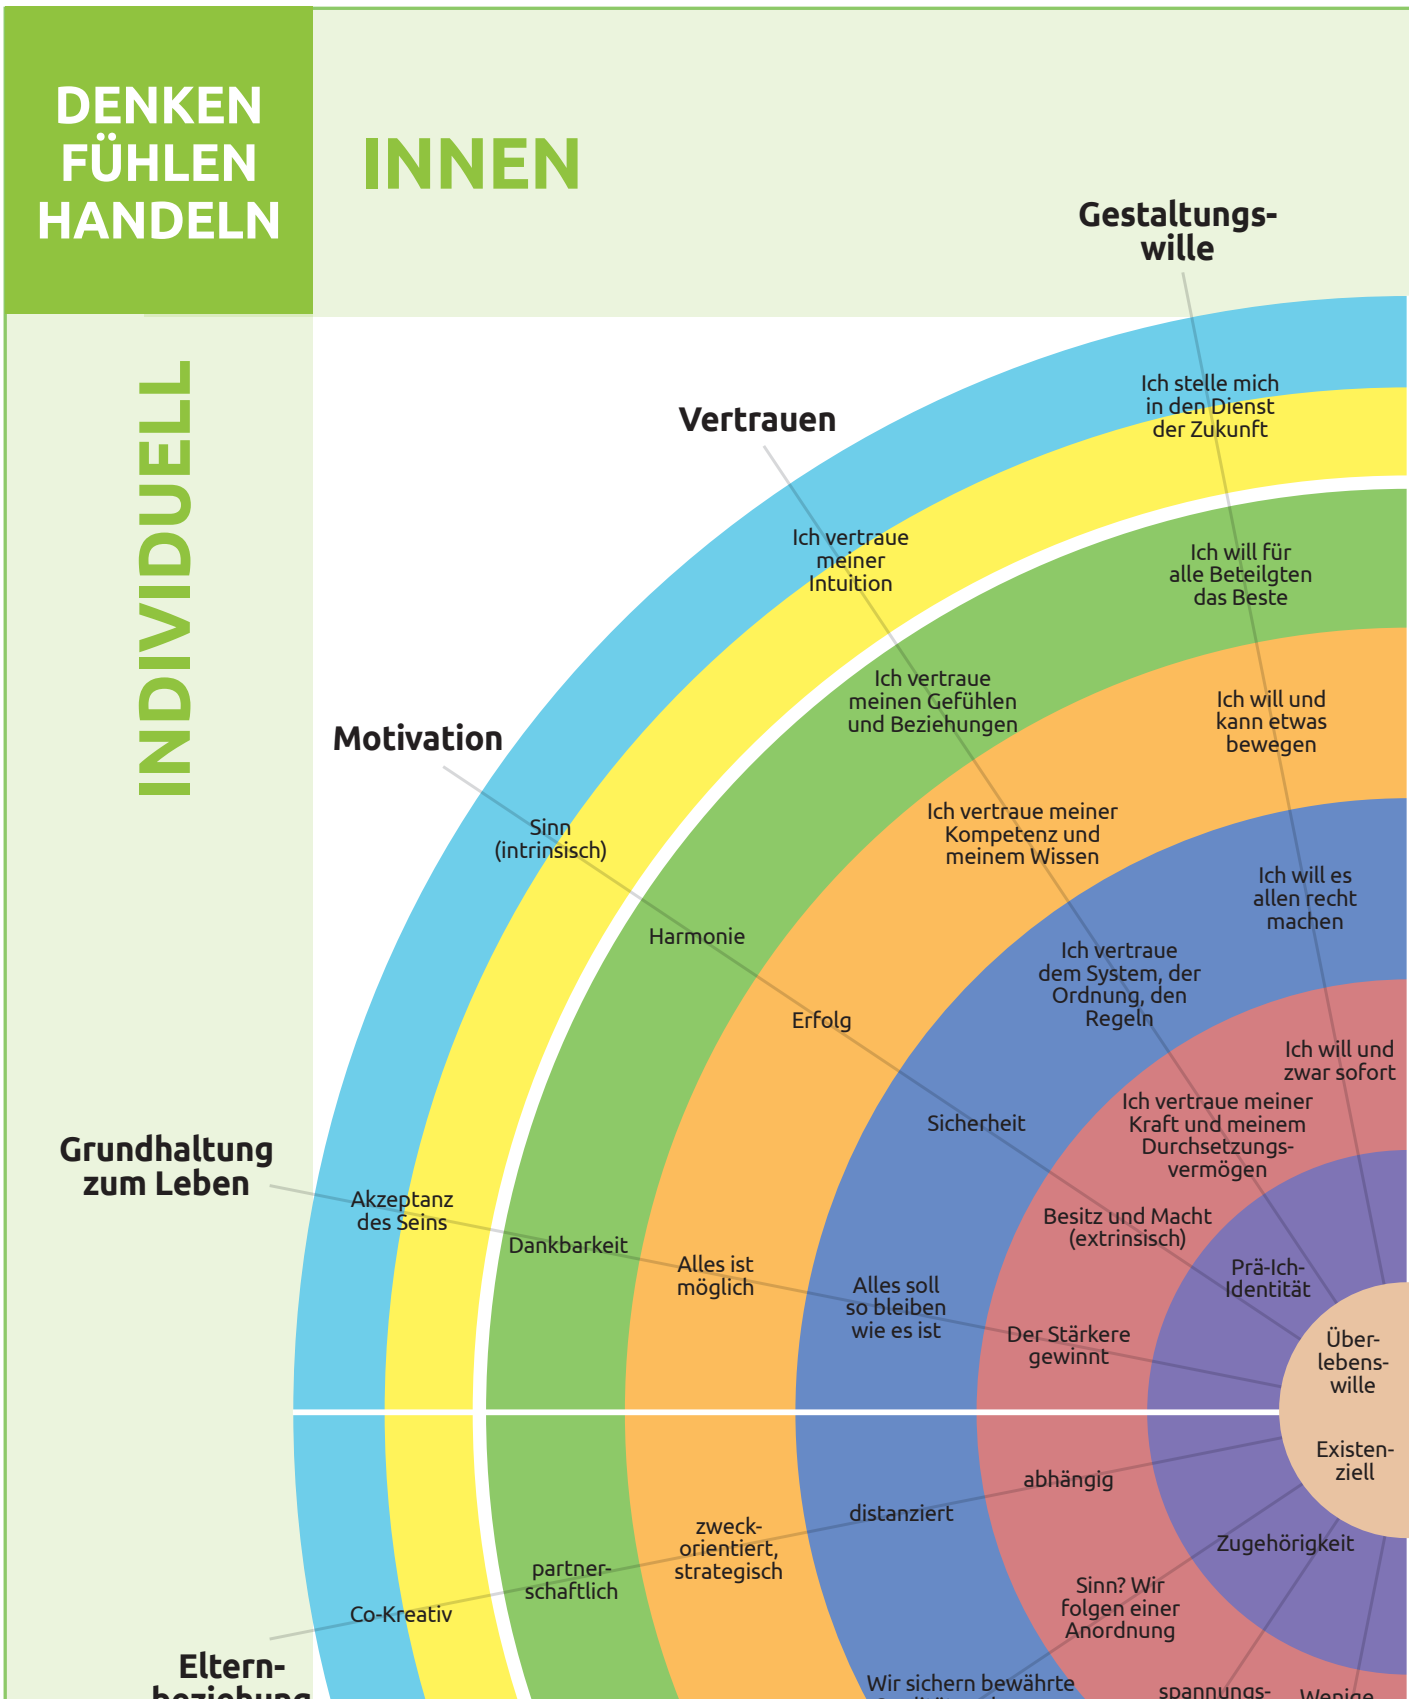 DENKEN
FÜHLEN
HANDELN
INNEN
INDIVIDUELL
Gestaltungs-
wille
Ich stelle mich
in den Dienst
der Zukunft
Ich will für
alle Beteilgten
das Beste
Ich will und
kann etwas
bewegen
Ich will es
allen recht
machen
Ich will und
zwar sofort
Vertrauen
Ich vertraue
meiner
Intuition
Ich vertraue
meinen Gefühlen
und Beziehungen
Ich vertraue meiner
Kompetenz und
meinem Wissen
Ich vertraue
dem System, der
Ordnung, den
Regeln
Ich vertraue meiner
Kraft und meinem
Durchsetzungs-
vermögen
Motivation
Sinn
(intrinsisch)
Harmonie
Erfolg
Sicherheit
Besitz und Macht
(extrinsisch)
Prä-Ich-
Identität
Grundhaltung
zum Leben
Akzeptanz
des Seins
Dankbarkeit
Alles ist
möglich
Alles soll
so bleiben
wie es ist
Der Stärkere
gewinnt
Über-
lebens-
wille
Existen-
ziell
Eltern-
beziehung
Co-Kreativ
partner-
schaftlich
zweck-
orientiert,
strategisch
distanziert
abhängig
Zugehörigkeit
Sinn? Wir
folgen einer
Anordnung
Wir sichern bewährte
spannungs-
Wenige